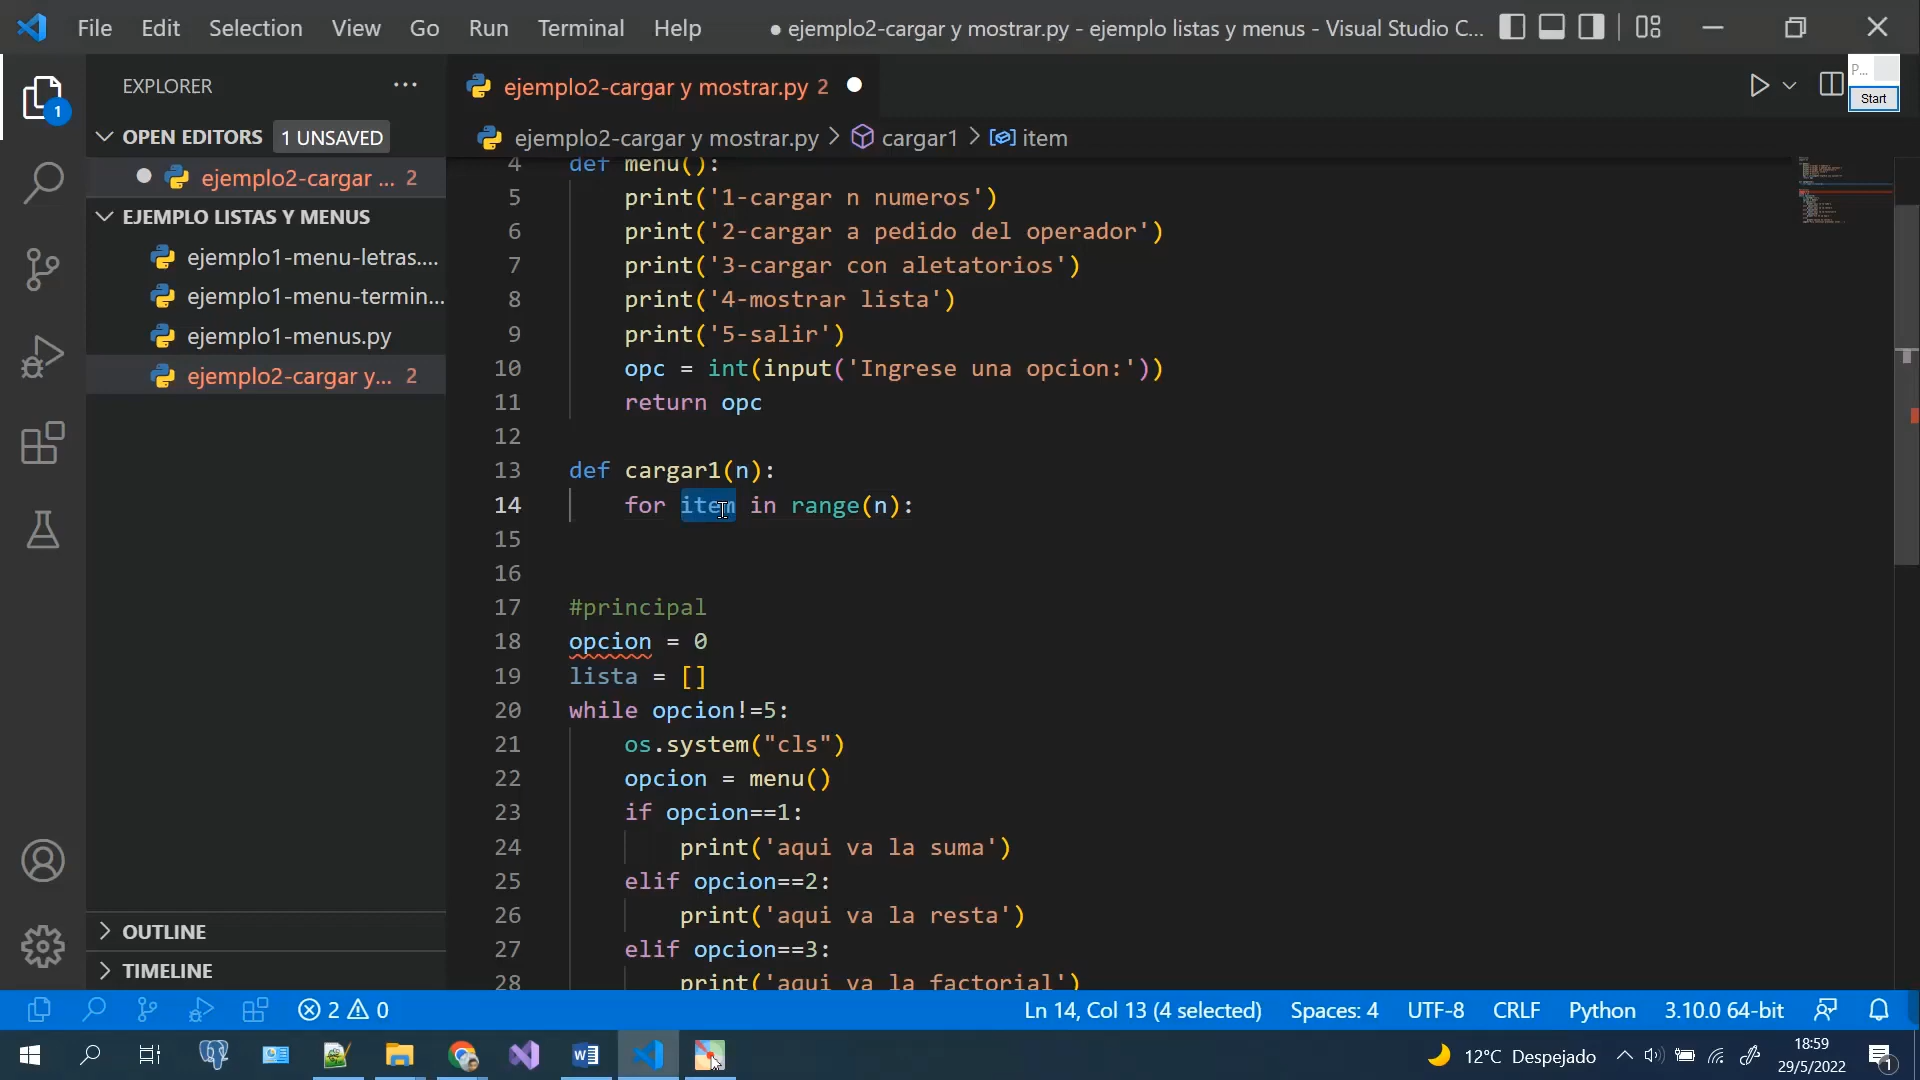 File Edit Selection View Go Run Terminal Help
● ejemplo2-cargar y mostrar.py - ejemplo listas y menus - Visual Studio C...
EXPLORER
OPEN EDITORS 1 UNSAVED
ejemplo2-cargar ... 2
EJEMPLO LISTAS Y MENUS
ejemplo1-menu-letras....
ejemplo1-menu-termin...
ejemplo1-menus.py
ejemplo2-cargar y... 2
OUTLINE
TIMELINE
1
ejemplo2-cargar y mostrar.py 2
P...
Start
ejemplo2-cargar y mostrar.py > cargar1 > item
4 def menu():
5 print('1-cargar n numeros')
6 print('2-cargar a pedido del operador')
7 print('3-cargar con aletatorios')
8 print('4-mostrar lista')
9 print('5-salir')
10 opc = int(input('Ingrese una opcion:'))
11 return opc
12
13 def cargar1(n):
14 for item in range(n):
15
16
17 #principal
18 opcion = 0
19 lista = []
20 while opcion!=5:
21 os.system("cls")
22 opcion = menu()
23 if opcion==1:
24 print('aqui va la suma')
25 elif opcion==2:
26 print('aqui va la resta')
27 elif opcion==3:
28 print('aqui va la factorial')
2 0
Ln 14, Col 13 (4 selected) Spaces: 4 UTF-8 CRLF Python 3.10.0 64-bit
12°C Despejado
18:59
29/5/2022
1